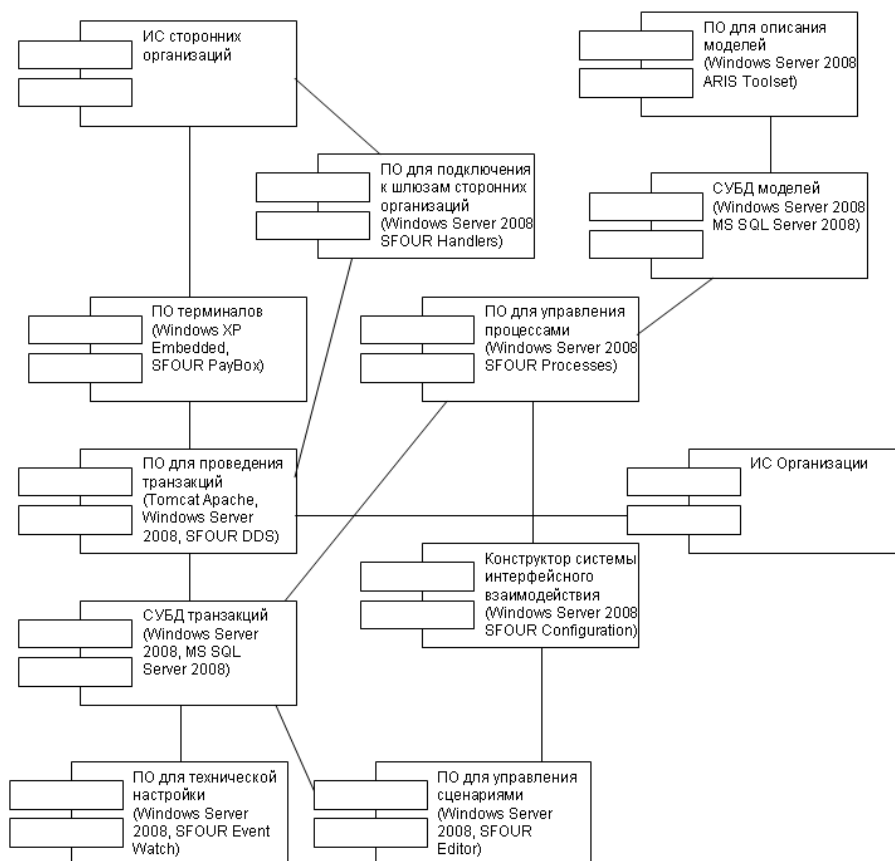 ИС сторонних
организаций
ПО для описания
моделей
(Windows Server 2008
ARIS Toolset)
ПО для подключения
к шлюзам сторонних
организаций
(Windows Server 2008
SFOUR Handlers)
СУБД моделей
(Windows Server 2008
MS SQL Server 2008)
ПО терминалов
(Windows XP
Embedded,
SFOUR PayBox)
ПО для управления
процессами
(Windows Server 2008
SFOUR Processes)
ПО для проведения
транзакций
(Tomcat Apache,
Windows Server
2008, SFOUR DDS)
ИС Организации
Конструктор системы
интерфейсного
взаимодействия
(Windows Server 2008
SFOUR Configuration)
СУБД транзакций
(Windows Server
2008, MS SQL
Server 2008)
ПО для технической
настройки
(Windows Server
2008, SFOUR Event
Watch)
ПО для управления
сценариями
(Windows Server
2008, SFOUR
Editor)